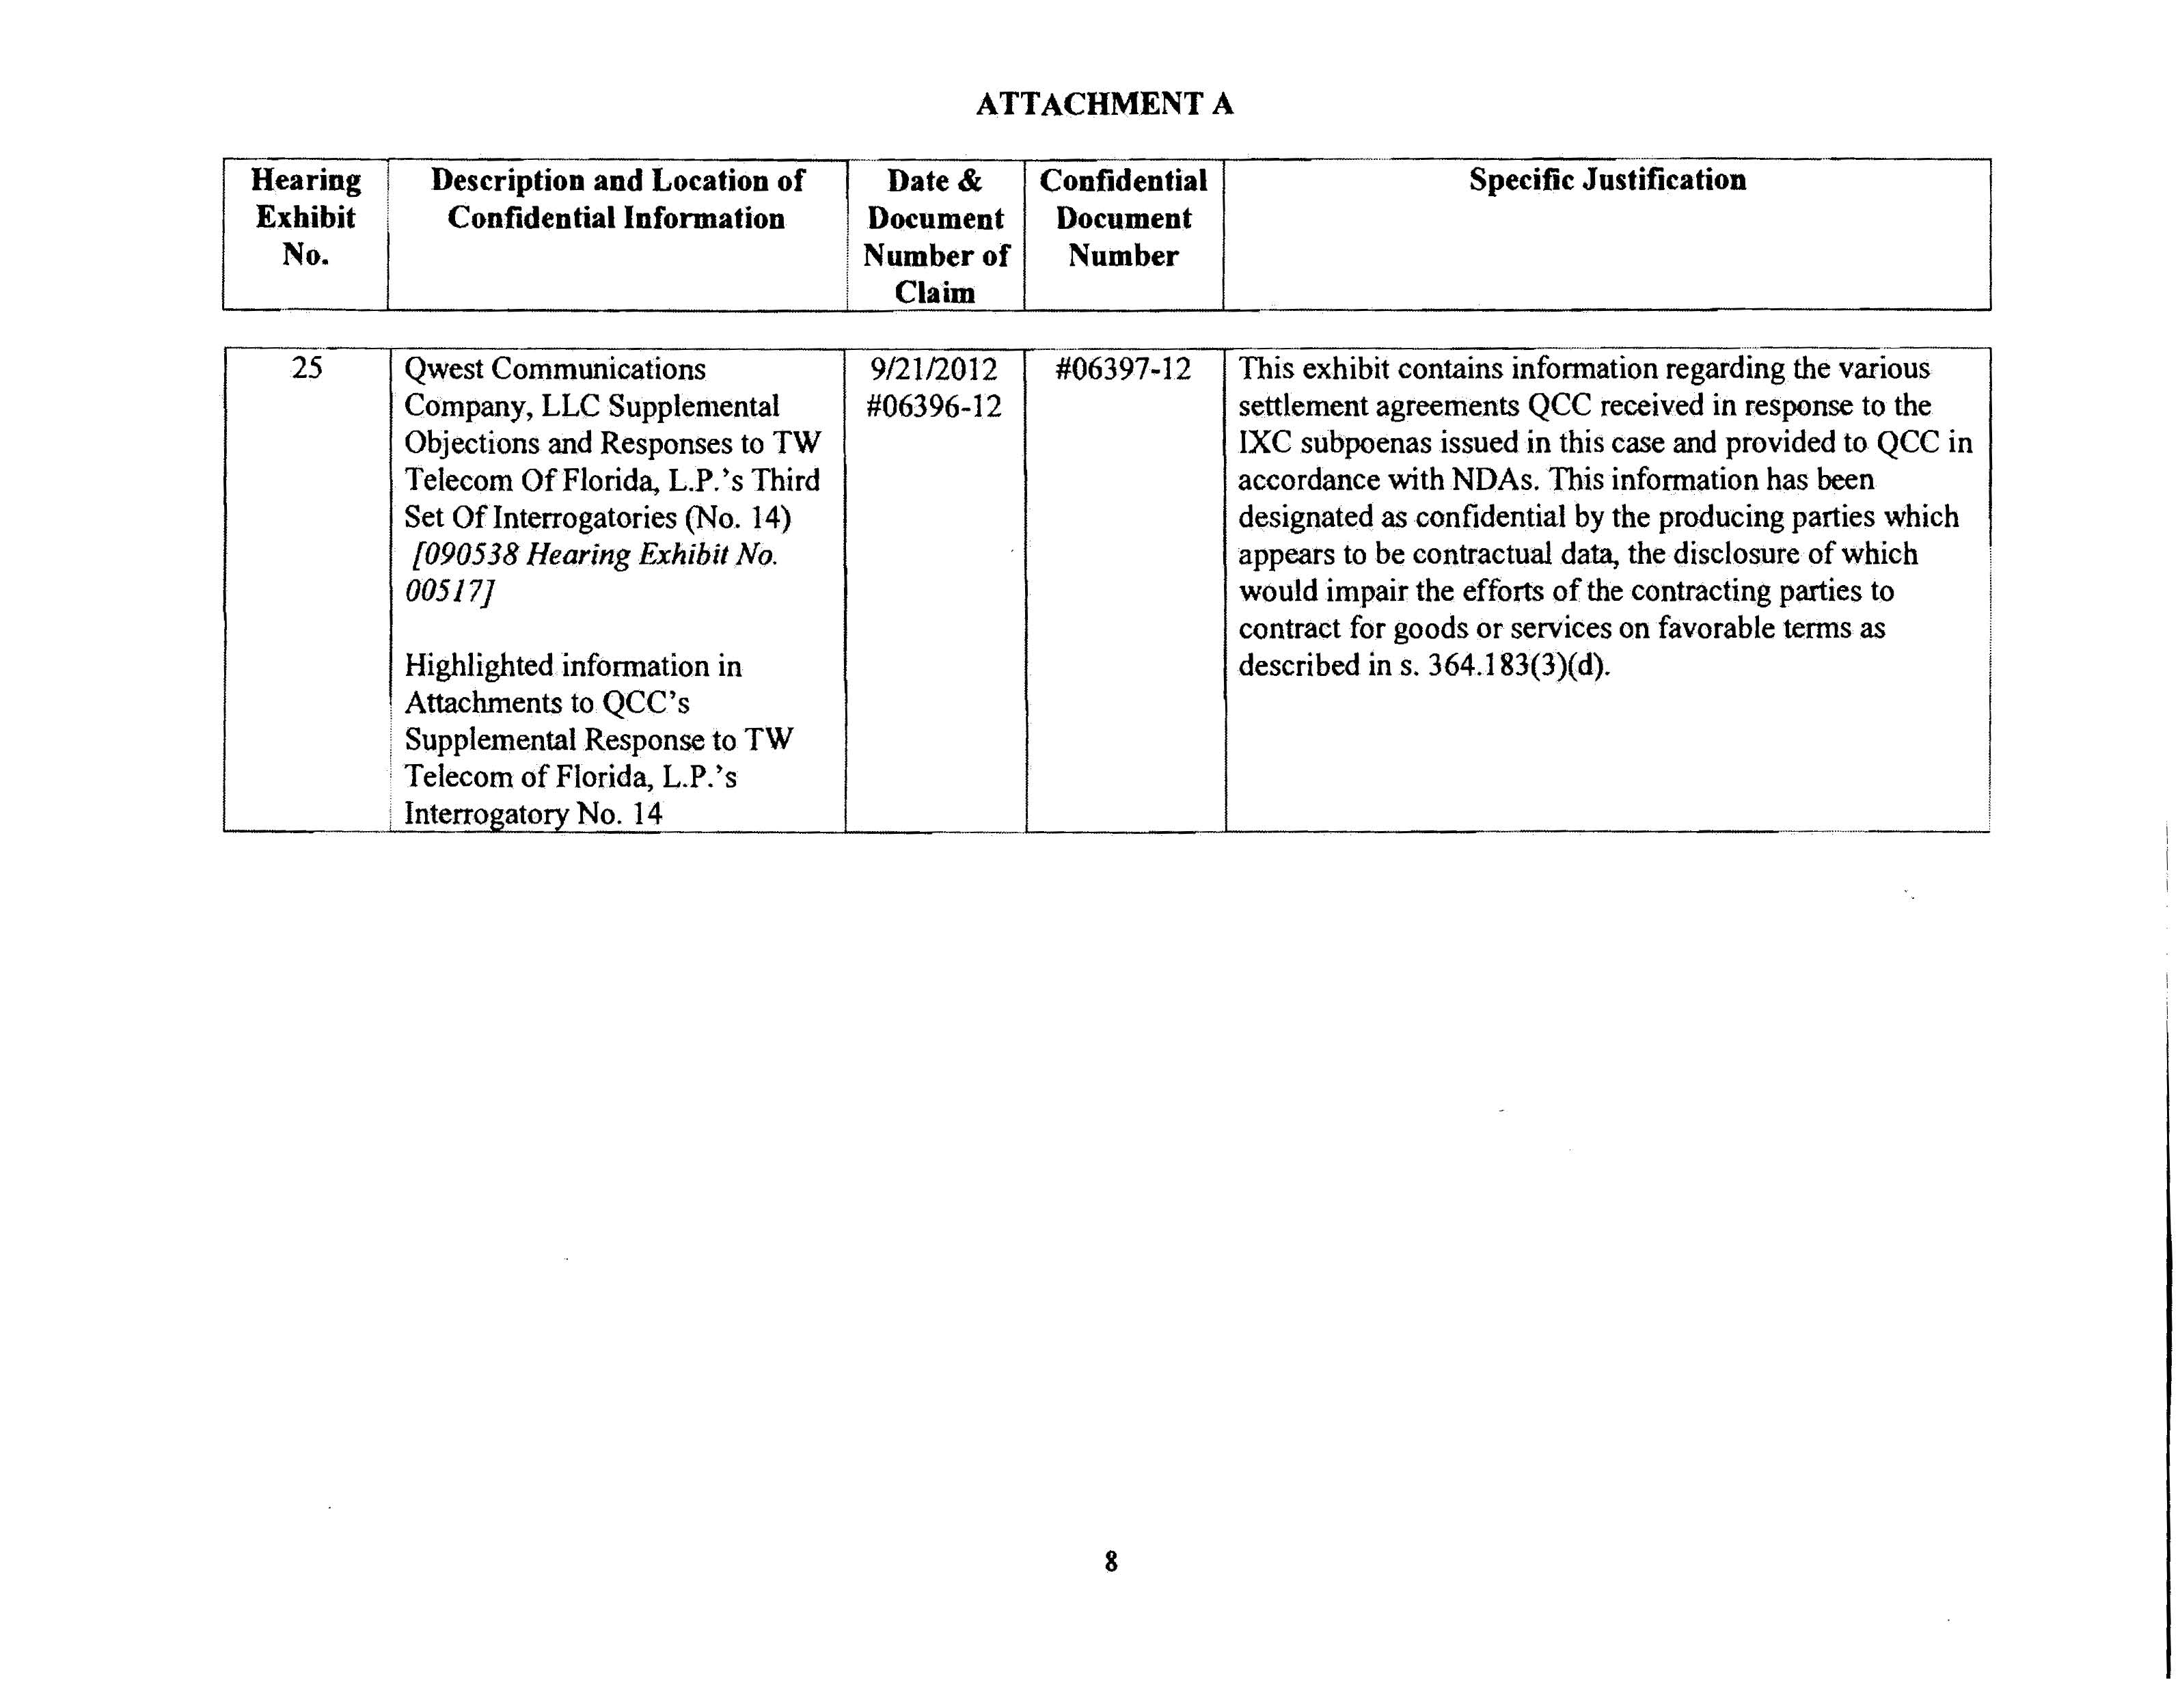 ATTACHMENT A
Hearing
Exhibit
No.
Description and Location of
Confidential Information
Date &
Document
Number of
Claim
Confidential
Document
Number
Specific Justification
25
Qwest Communications
Company, LLC Supplemental
Objections and Responses to TW
Telecom Of Florida, L.P.'s Third
Set Of Interrogatories (No. 14)
[090538 Hearing Exhibit No.
00517]
Highlighted information in
Attachments to QCC's
Supplemental Response to TW
Telecom of Florida, L.P.'s
Interrogatory No. 14
9/21/2012
#06396-12
#06397-12
This exhibit contains information regarding the various
settlement agreements QCC received in response to the
IXC subpoenas issued in this case and provided to QCC in
accordance with NDAs. This information has been
designated as confidential by the producing parties which
appears to be contractual data, the disclosure of which
would impair the efforts of the contracting parties to
contract for goods or services on favorable terms as
described in s. 364.183(3)(d).
8